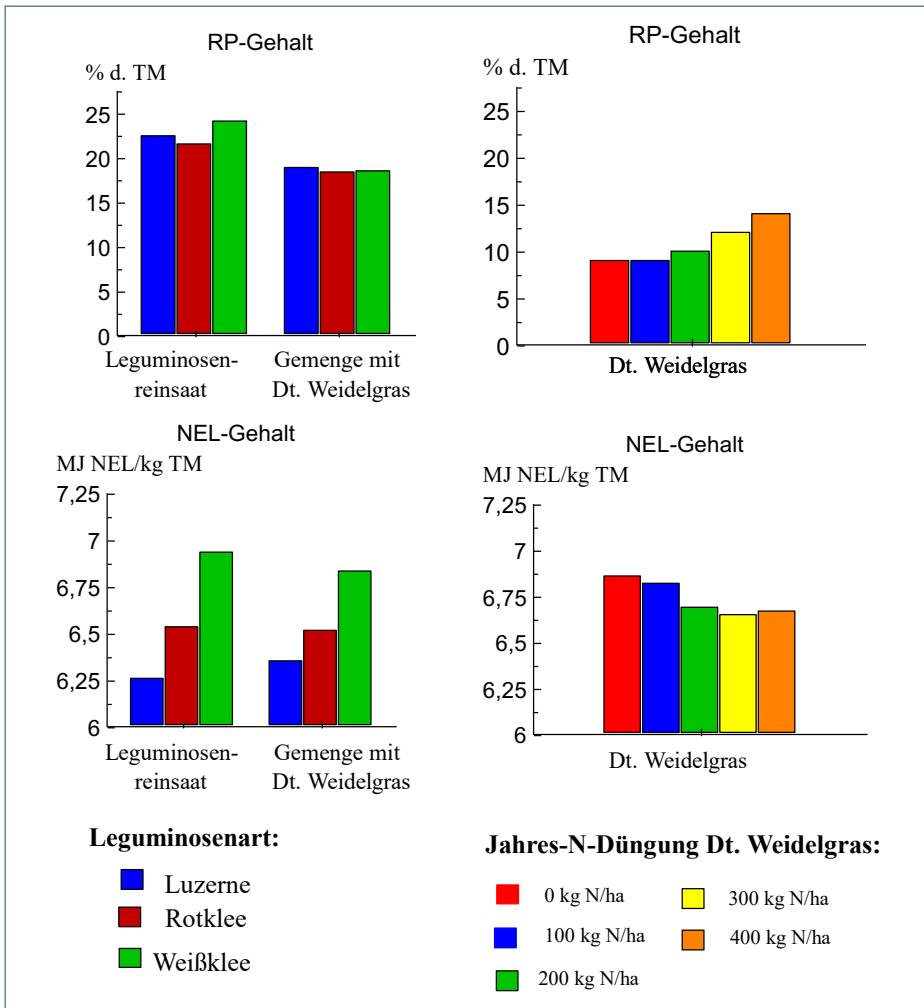 RP-Gehalt
% d. TM
25
20
15
10
5
0
Leguminosen-
reinsaat
Gemenge mit
Dt. Weidelgras
RP-Gehalt
% d. TM
25
20
15
10
5
0
Dt. Weidelgras
NEL-Gehalt
MJ NEL/kg TM
7,25
7
6,75
6,5
6,25
6
Leguminosen-
reinsaat
Gemenge mit
Dt. Weidelgras
NEL-Gehalt
MJ NEL/kg TM
7,25
7
6,75
6,5
6,25
6
Dt. Weidelgras
Leguminosenart:
Luzerne
Rotklee
Weißklee
Jahres-N-Düngung Dt. Weidelgras:
0 kg N/ha
100 kg N/ha
200 kg N/ha
300 kg N/ha
400 kg N/ha